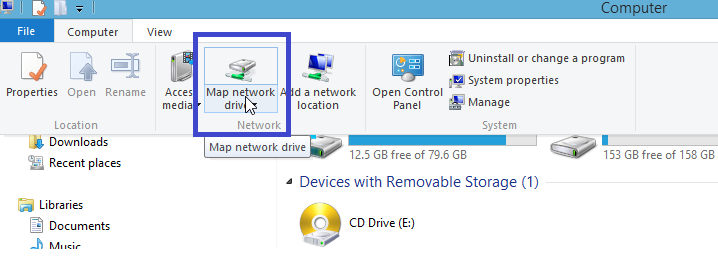 Computer
File
Computer
View
Properties
Open
Rename
Access
media
Map network
drive
Add a network
location
Open Control
Panel
Uninstall or change a program
System properties
Manage
Location
Network
System
Map network drive
Downloads
Recent places
12.5 GB free of 79.6 GB
153 GB free of 158 GB
Devices with Removable Storage (1)
Libraries
Documents
CD Drive (E:)
Music